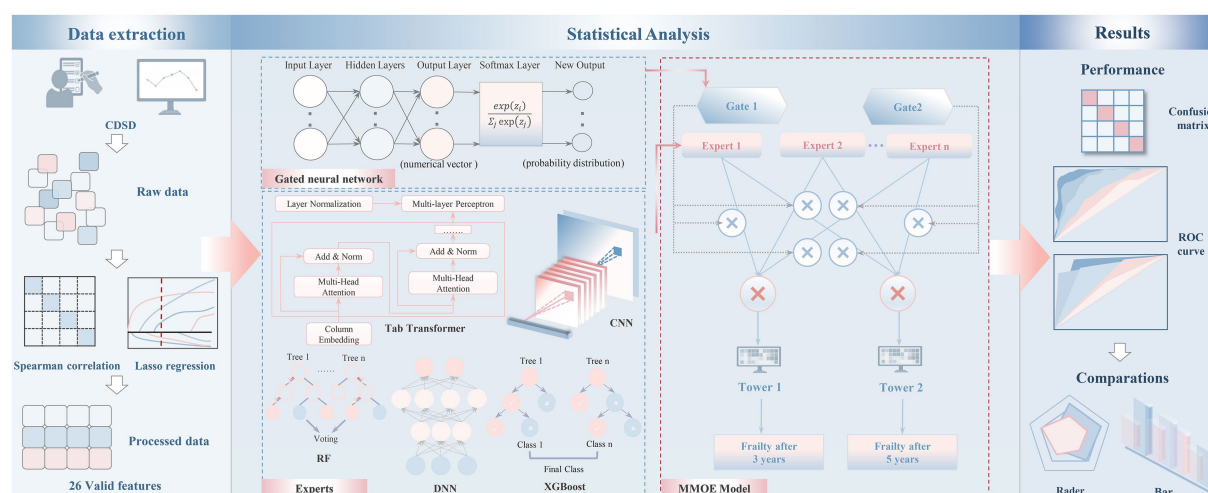 Data extraction
Statistical Analysis
Results
CDSD
Raw data
Spearman correlation
Lasso regression
Processed data
26 Valid features
Input Layer
Hidden Layers
Output Layer
Softmax Layer
New Output
exp(z_i)
Σ_j exp(z_j)
(numerical vector )
(probability distribution)
Gated neural network
Layer Normalization
Multi-layer Perceptron
.......
Add & Norm
Add & Norm
Multi-Head
Attention
Multi-Head
Attention
Column
Embedding
Tab Transformer
CNN
Tree 1
Tree n
......
Voting
RF
DNN
Tree 1
Tree n
Class 1
Class n
Final Class
XGBoost
Experts
Gate 1
Gate2
Expert 1
Expert 2
...
Expert n
Tower 1
Tower 2
Frailty after
3 years
Frailty after
5 years
MMOE Model
Performance
Confusion
matrix
ROC
curve
Comparations
Rader
Bar